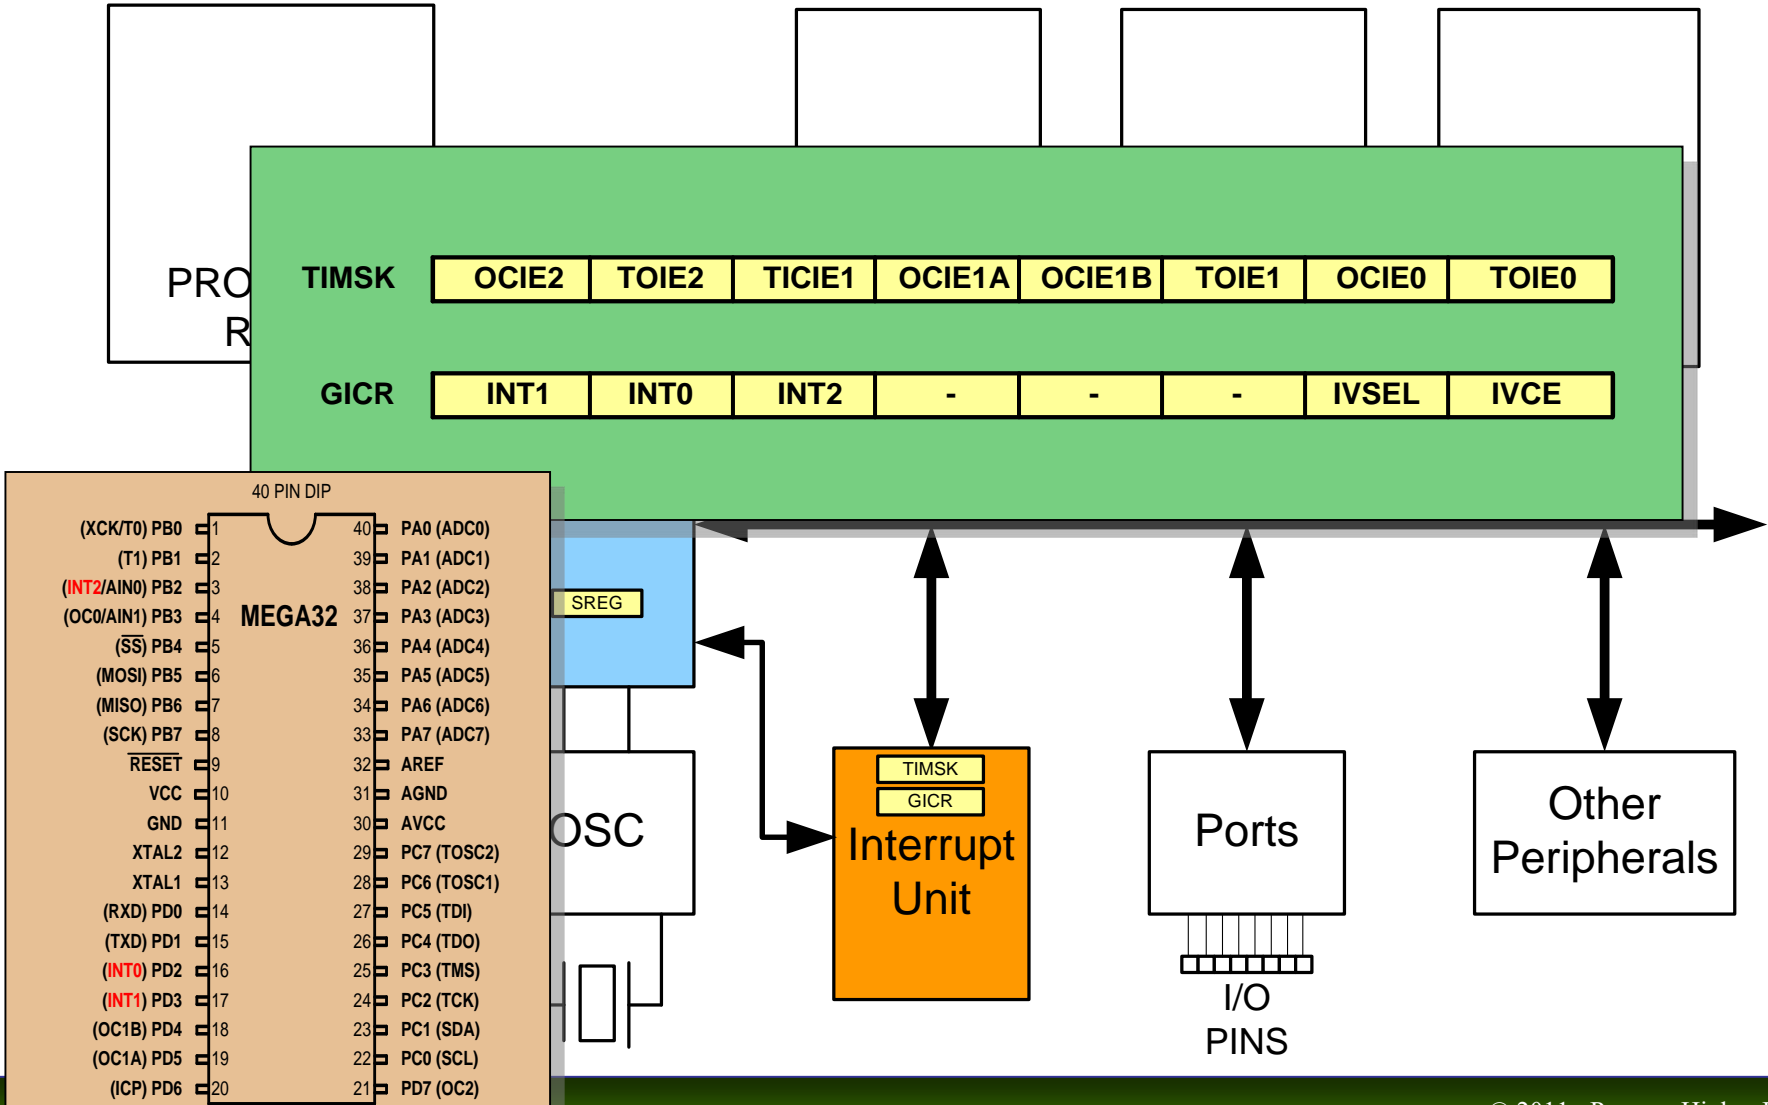 PRO
R
TIMSK OCIE2 TOIE2 TICIE1 OCIE1A OCIE1B TOIE1 OCIE0 TOIE0
GICR INT1 INT0 INT2 - - - IVSEL IVCE
40 PIN DIP
MEGA32
(XCK/T0) PB0 1 40 PA0 (ADC0)
(T1) PB1 2 39 PA1 (ADC1)
(INT2/AIN0) PB2 3 38 PA2 (ADC2)
(OC0/AIN1) PB3 4 37 PA3 (ADC3)
(SS) PB4 5 36 PA4 (ADC4)
(MOSI) PB5 6 35 PA5 (ADC5)
(MISO) PB6 7 34 PA6 (ADC6)
(SCK) PB7 8 33 PA7 (ADC7)
RESET 9 32 AREF
VCC 10 31 AGND
GND 11 30 AVCC
XTAL2 12 29 PC7 (TOSC2)
XTAL1 13 28 PC6 (TOSC1)
(RXD) PD0 14 27 PC5 (TDI)
(TXD) PD1 15 26 PC4 (TDO)
(INT0) PD2 16 25 PC3 (TMS)
(INT1) PD3 17 24 PC2 (TCK)
(OC1B) PD4 18 23 PC1 (SDA)
(OC1A) PD5 19 22 PC0 (SCL)
(ICP) PD6 20 21 PD7 (OC2)
SREG
OSC
TIMSK
GICR
Interrupt
Unit
Ports
I/O
PINS
Other
Peripherals
© 2011